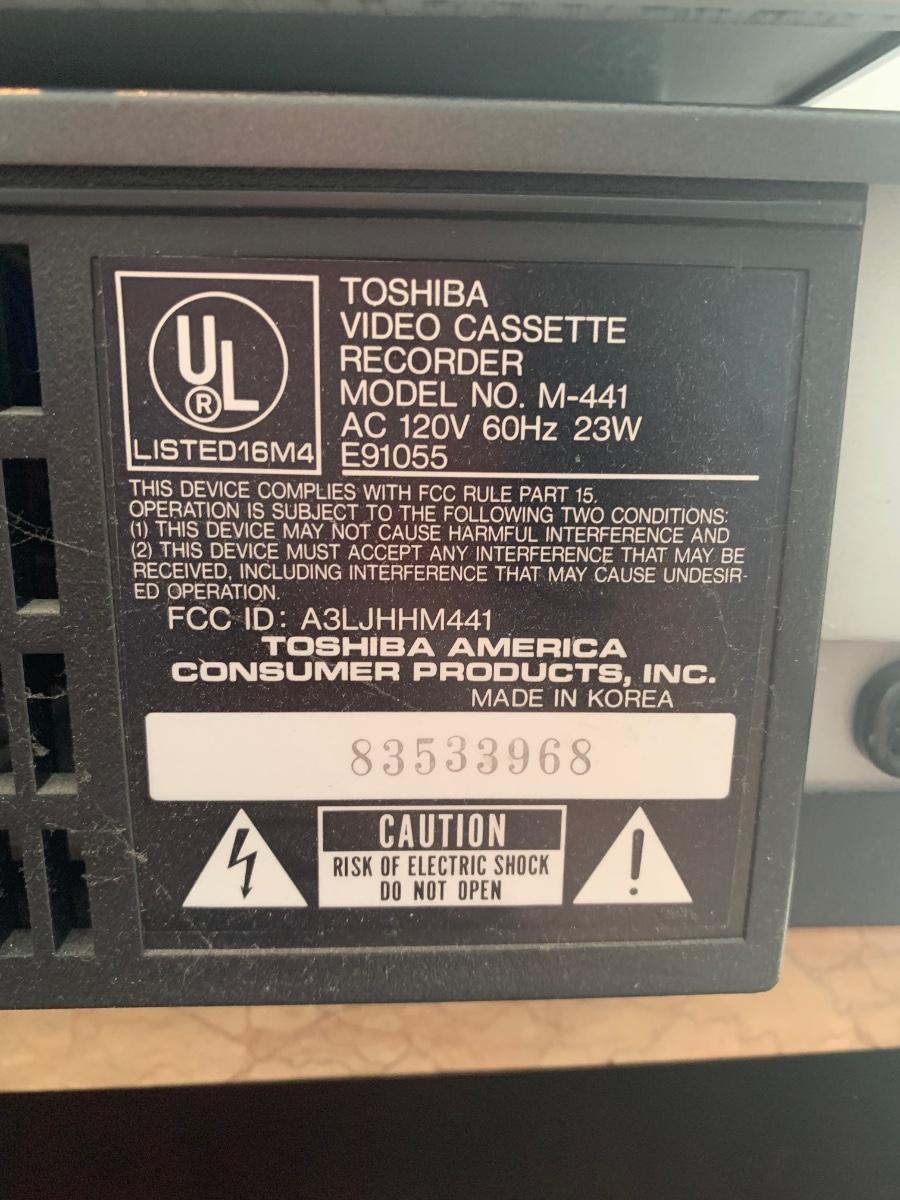 UL
®
LISTED16M4
TOSHIBA
VIDEO CASSETTE
RECORDER
MODEL NO. M-441
AC 120V 60Hz 23W
E91055
THIS DEVICE COMPLIES WITH FCC RULE PART 15.
OPERATION IS SUBJECT TO THE FOLLOWING TWO CONDITIONS:
(1) THIS DEVICE MAY NOT CAUSE HARMFUL INTERFERENCE AND
(2) THIS DEVICE MUST ACCEPT ANY INTERFERENCE THAT MAY BE
RECEIVED, INCLUDING INTERFERENCE THAT MAY CAUSE UNDESIR-
ED OPERATION.
FCC ID: A3LJHHM441
TOSHIBA AMERICA
CONSUMER PRODUCTS, INC.
MADE IN KOREA
83533968
CAUTION
RISK OF ELECTRIC SHOCK
DO NOT OPEN
!